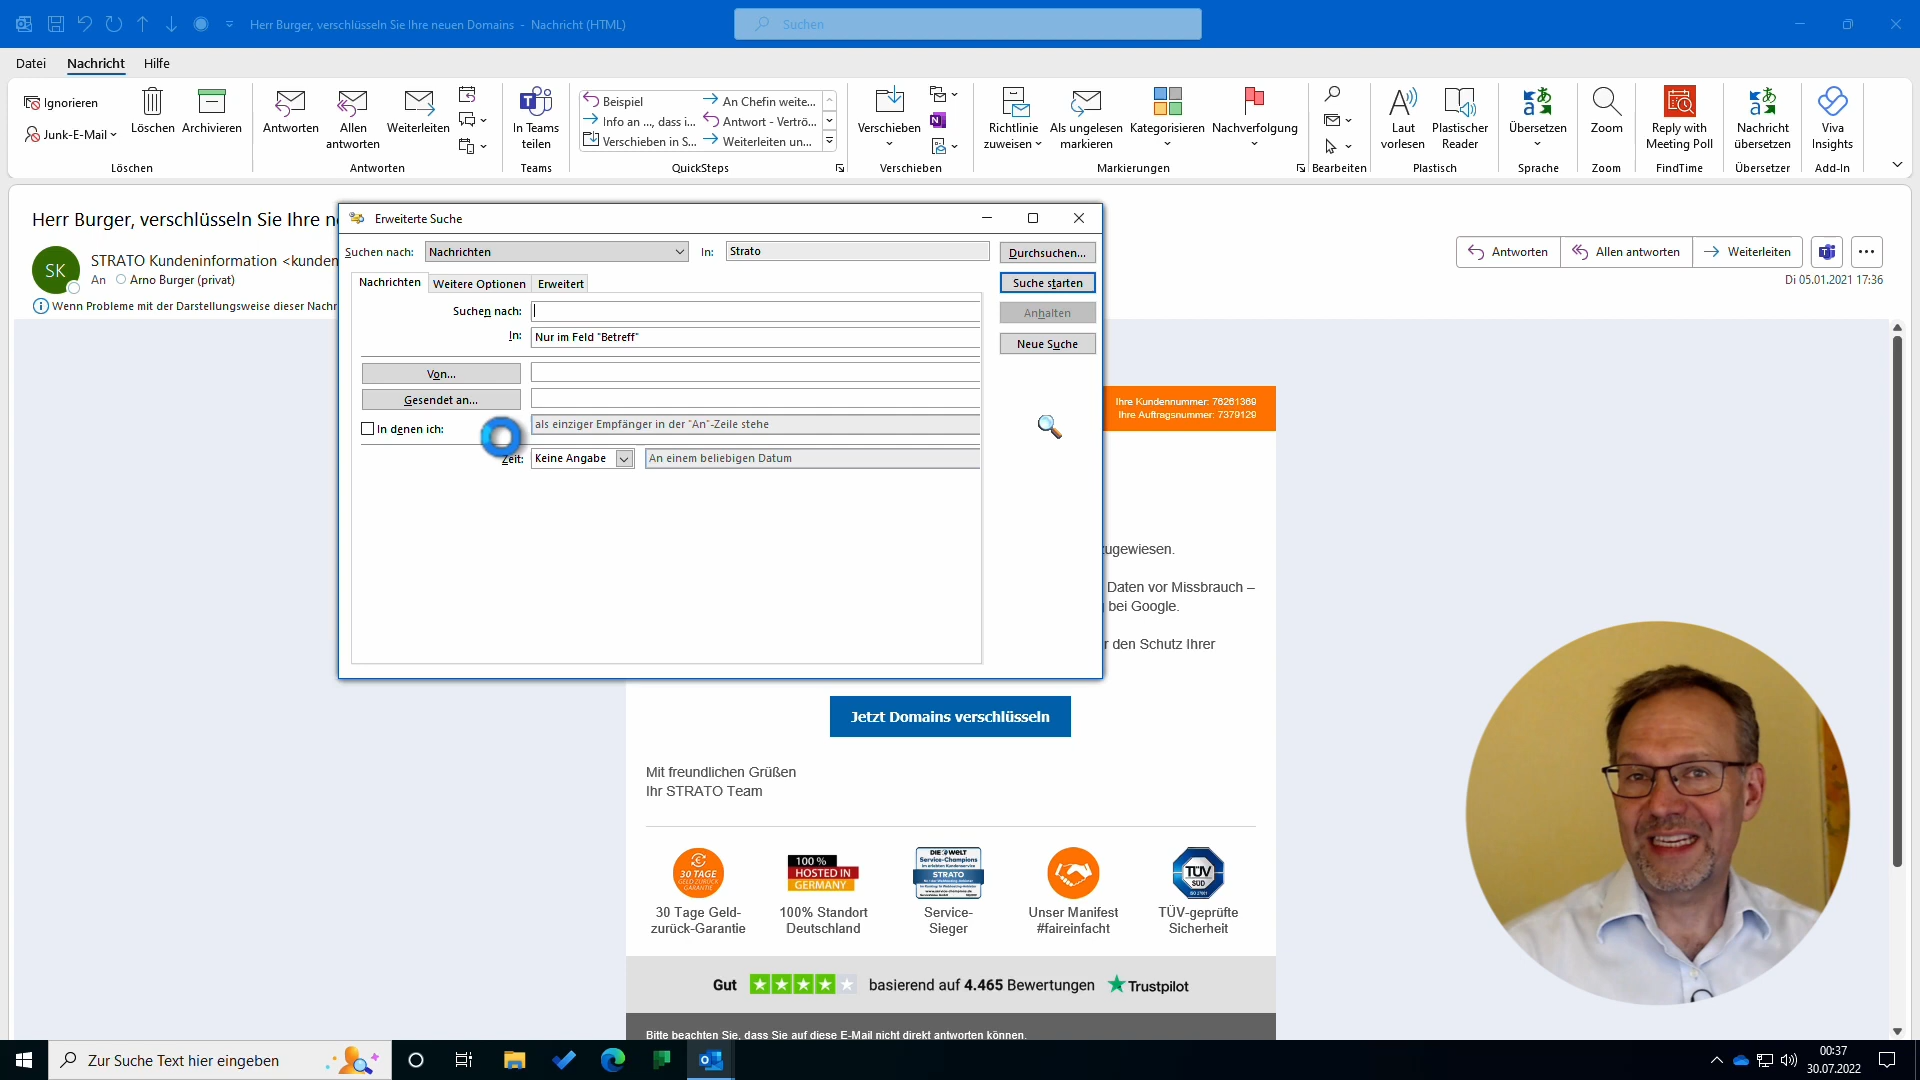 Herr Burger, verschlüsseln Sie Ihre neuen Domains - Nachricht (HTML)
Suchen
Datei Nachricht Hilfe
Ignorieren
Junk-E-Mail
Löschen
Archivieren
Löschen
Antworten
Allen antworten
Weiterleiten
Antworten
In Teams teilen
Teams
Beispiel
Info an ..., dass i...
Verschieben in S...
An Chefin weite...
Antwort - Vertrö...
Weiterleiten un...
QuickSteps
Verschieben
Verschieben
Richtlinie zuweisen
Als ungelesen markieren
Kategorisieren
Nachverfolgung
Markierungen
Bearbeiten
Laut vorlesen
Plastischer Reader
Plastisch
Übersetzen
Sprache
Zoom
Zoom
Reply with Meeting Poll
FindTime
Nachricht übersetzen
Übersetzer
Viva Insights
Add-In
Herr Burger, verschlüsseln Sie Ihre n
SK
STRATO Kundeninformation <kunden
An Arno Burger (privat)
Wenn Probleme mit der Darstellungsweise dieser Nachr
Antworten
Allen antworten
Weiterleiten
Di 05.01.2021 17:36
Erweiterte Suche
Suchen nach: Nachrichten In: Strato Durchsuchen...
Nachrichten Weitere Optionen Erweitert
Suche starten
Suchen nach:
Anhalten
In: Nur im Feld "Betreff"
Neue Suche
Von...
Gesendet an...
In denen ich: als einziger Empfänger in der "An"-Zeile stehe
Zeit: Keine Angabe An einem beliebigen Datum
Ihre Kundennummer: 76261369
Ihre Auftragsnummer: 7379129
zugewiesen.
Daten vor Missbrauch –
bei Google.
r den Schutz Ihrer
Jetzt Domains verschlüsseln
Mit freundlichen Grüßen
Ihr STRATO Team
30 TAGE
GELD ZURÜCK
GARANTIE
100 %
HOSTED IN
GERMANY
DIE WELT
Service-Champions
STRATO
TÜV
SÜD
30 Tage Geld-
zurück-Garantie
100% Standort
Deutschland
Service-
Sieger
Unser Manifest
#faireinfacht
TÜV-geprüfte
Sicherheit
Gut basierend auf 4.465 Bewertungen Trustpilot
Bitte beachten Sie, dass Sie auf diese E-Mail nicht direkt antworten können.
Zur Suche Text hier eingeben
00:37
30.07.2022